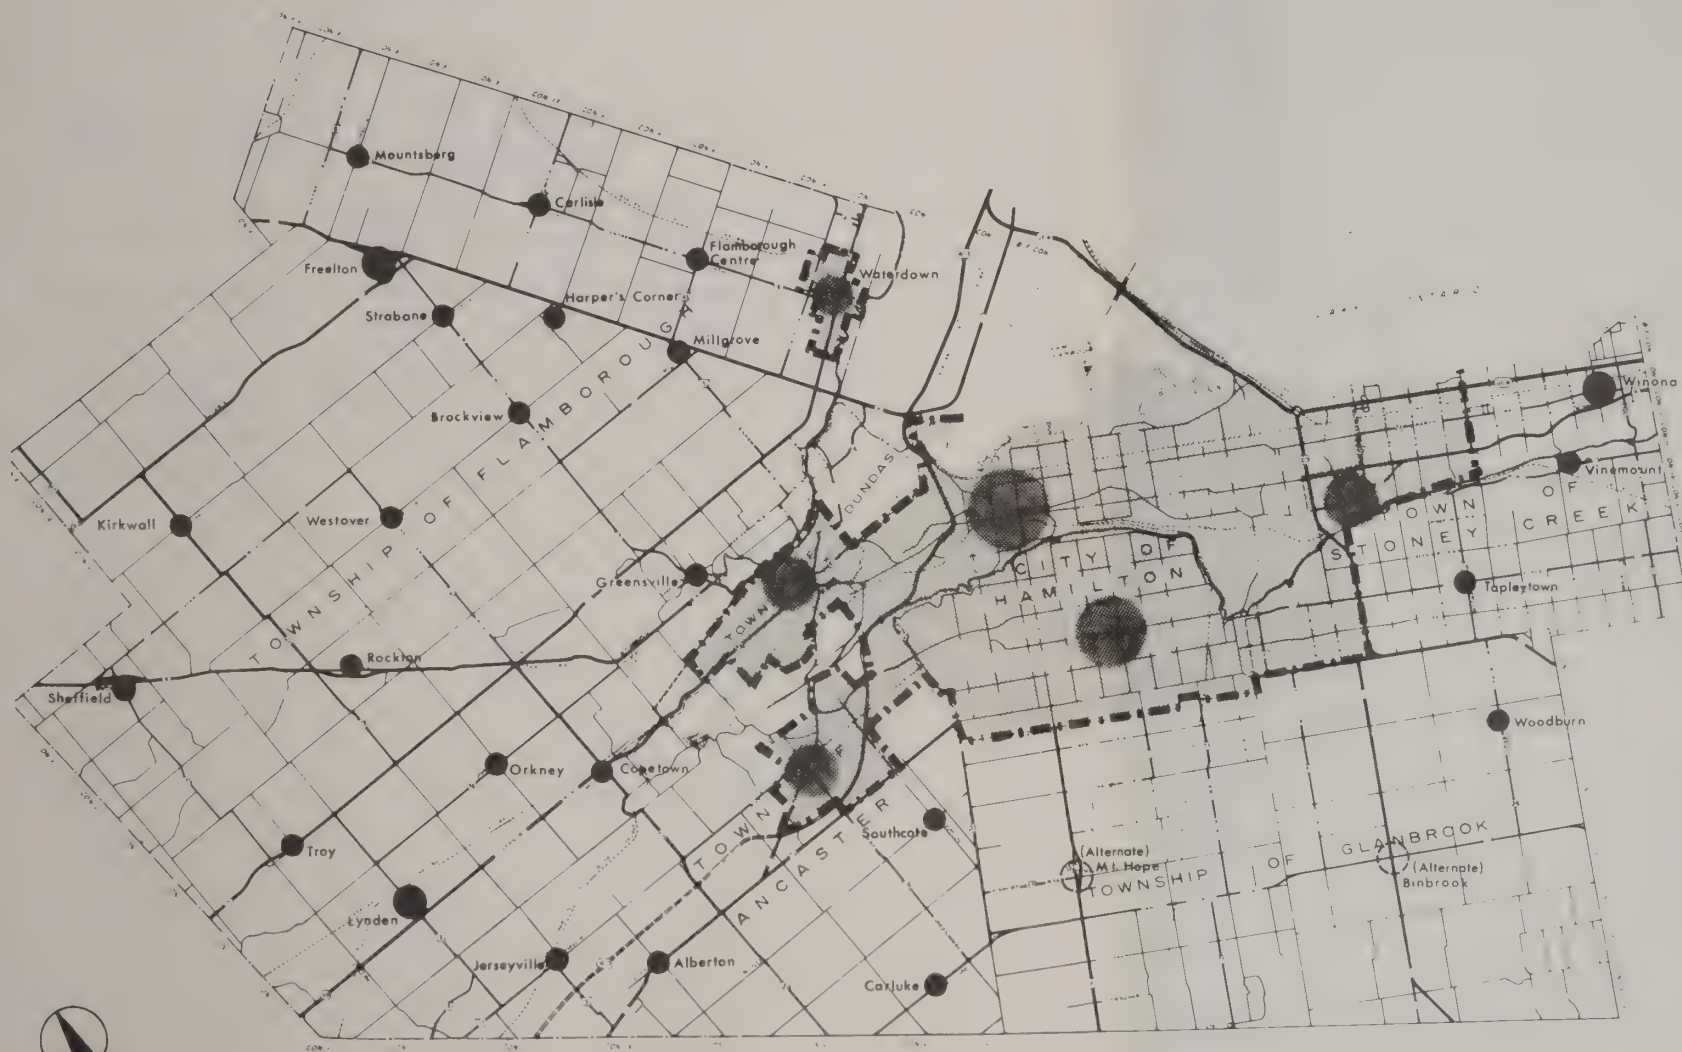 Mountsberg
Carlisle
Flamborough
Centre
Waterdown
Freelton
Harper's Corner
Strabane
Millgrove
Brockview
Winona
Vinemount
Kirkwall
Westover
TOWNSHIP OF FLAMBOROUGH
DUNDAS
Greensville
TOWN
CITY OF
HAMILTON
TOWN OF
STONEY CREEK
Tapleytown
Rockton
Sheffield
Woodburn
Orkney
Copetown
TOWN OF
ANCASTER
Southcote
Troy
Lynden
(Alternate)
Mt. Hope
TOWNSHIP OF GLANBROOK
(Alternate)
Binbrook
Jerseyville
Alberton
Carluke